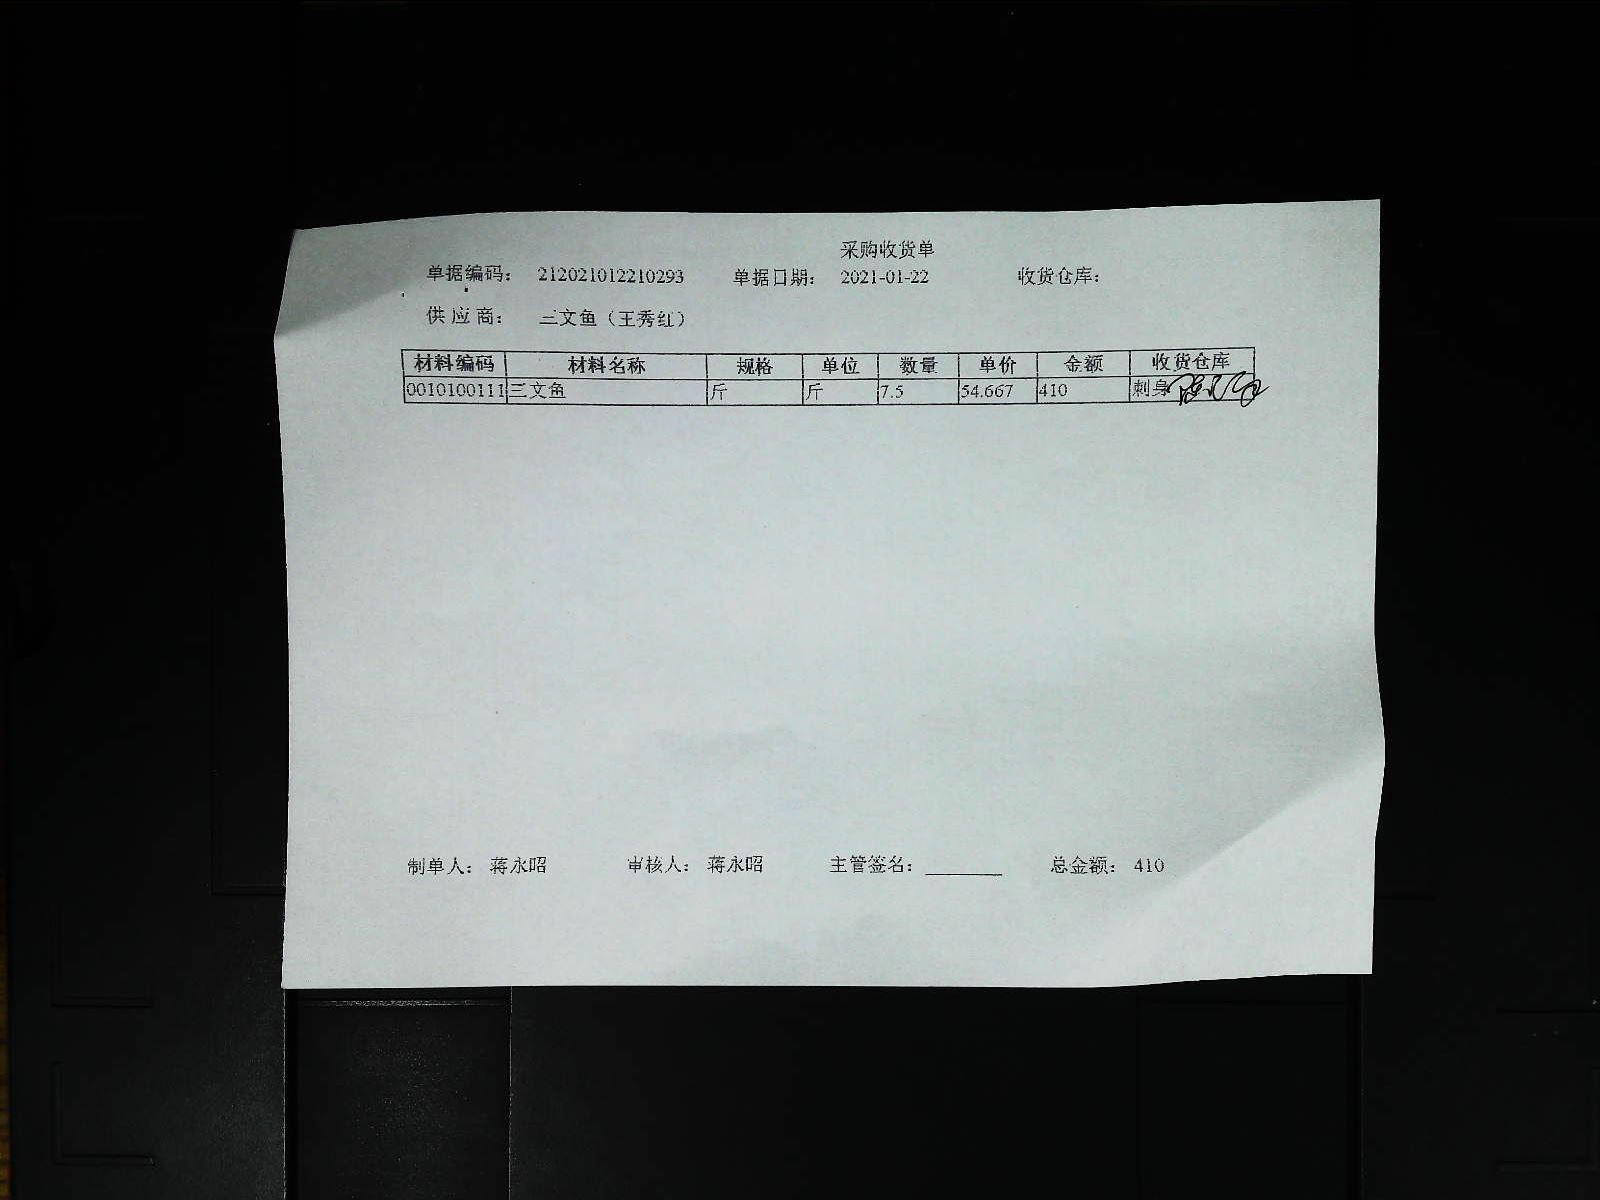 采购收货单
单据编码： 212021012210293 单据日期： 2021-01-22 收货仓库：
供 应 商： 三文鱼（王秀红）
材料编码 材料名称 规格 单位 数量 单价 金额 收货仓库
0010100111 三文鱼 斤 斤 7.5 54.667 410 刺身
制单人： 蒋永昭 审核人： 蒋永昭 主管签名： 总金额： 410